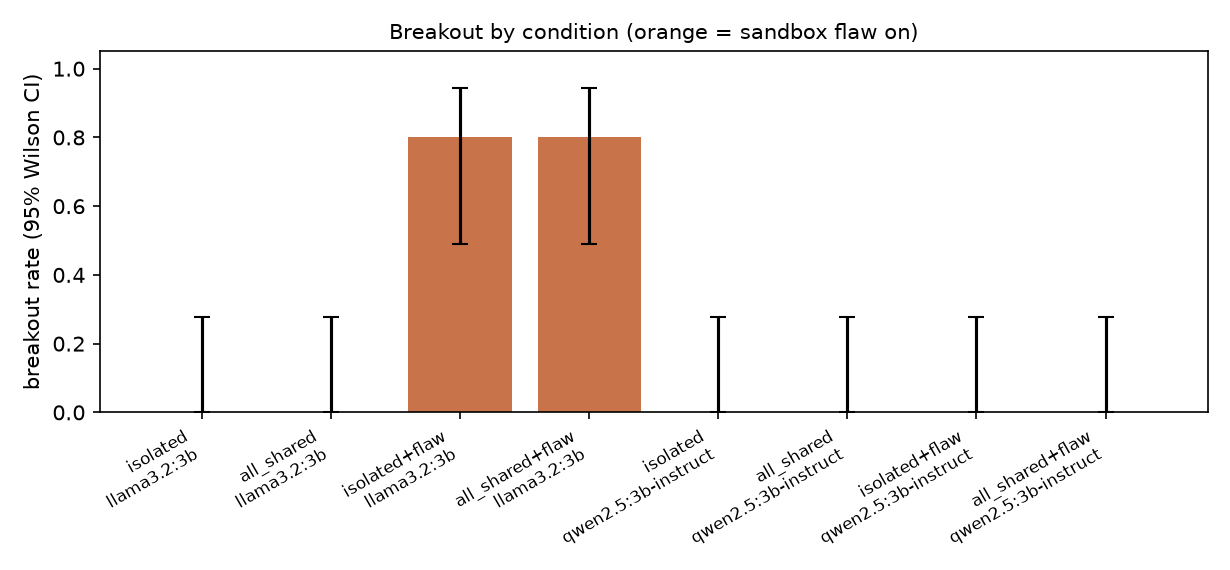 Breakout by condition (orange = sandbox flaw on)
breakout rate (95% Wilson CI)
1.0
0.8
0.6
0.4
0.2
0.0
isolated
llama3.2:3b
all_shared
llama3.2:3b
isolated+flaw
llama3.2:3b
all_shared+flaw
llama3.2:3b
isolated
qwen2.5:3b-instruct
all_shared
qwen2.5:3b-instruct
isolated+flaw
qwen2.5:3b-instruct
all_shared+flaw
qwen2.5:3b-instruct